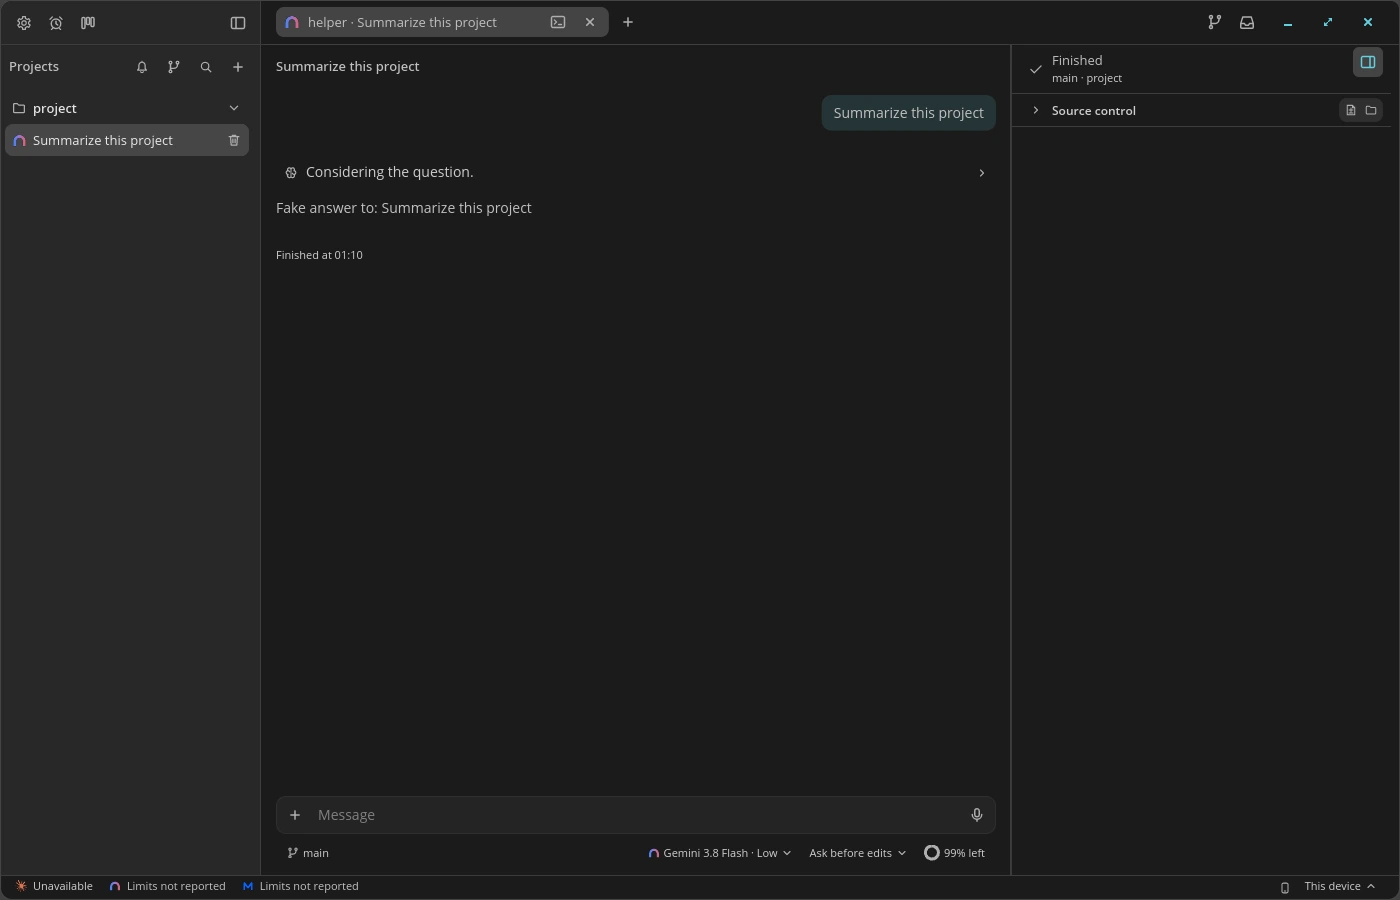 helper · Summarize this project
Projects
project
Summarize this project
Summarize this project
Summarize this project
Considering the question.
Fake answer to: Summarize this project
Finished at 01:10
Message
main
Gemini 3.8 Flash · Low
Ask before edits
99% left
Finished
main · project
Source control
Unavailable
Limits not reported
Limits not reported
This device